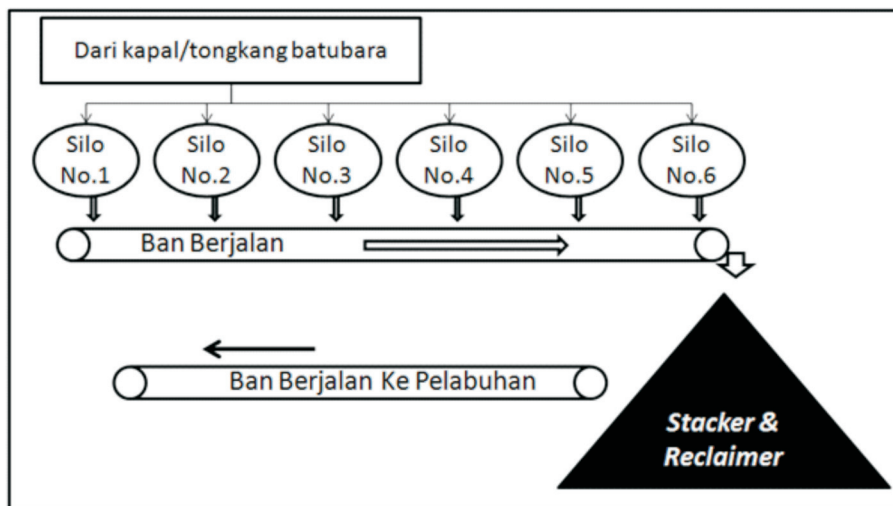 Dari kapal/tongkang batubara
Silo
No.1
Silo
No.2
Silo
No.3
Silo
No.4
Silo
No.5
Silo
No.6
Ban Berjalan
Ban Berjalan Ke Pelabuhan
Stacker &
Reclaimer